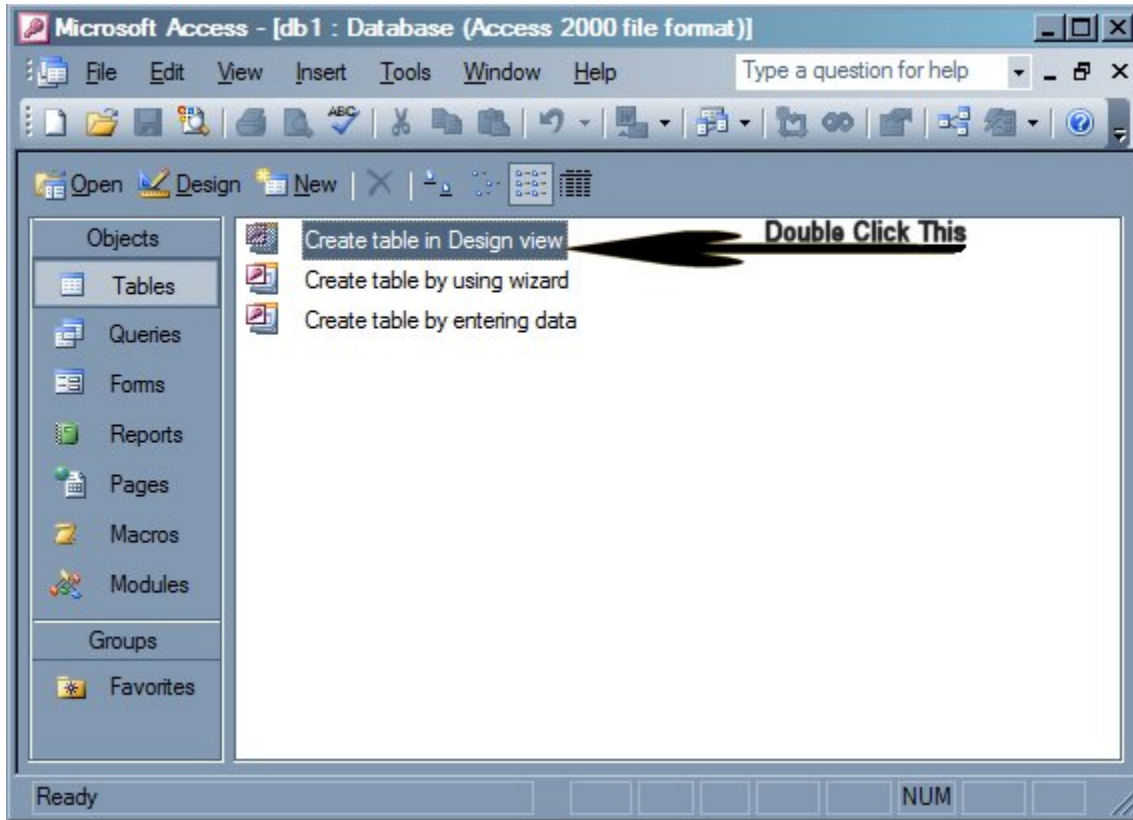 Microsoft Access - [db1 : Database (Access 2000 file format)]
File Edit View Insert Tools Window Help Type a question for help
ABC
Open Design New
Objects
Tables
Queries
Forms
Reports
Pages
Macros
Modules
Groups
Favorites
Create table in Design view Double Click This
Create table by using wizard
Create table by entering data
Ready NUM